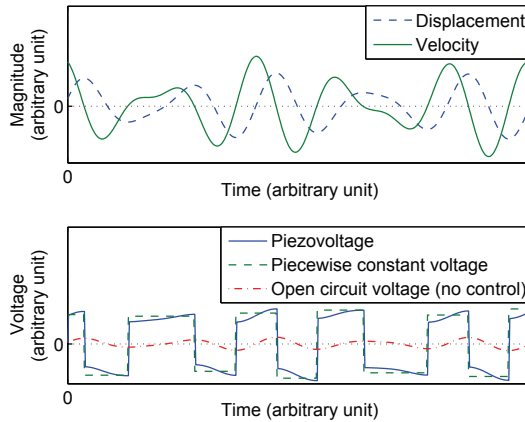 Displacement
Velocity
Magnitude
(arbitrary unit)
0
0
Time (arbitrary unit)
Piezovoltage
Piecewise constant voltage
Open circuit voltage (no control)
Voltage
(arbitrary unit)
0
0
Time (arbitrary unit)